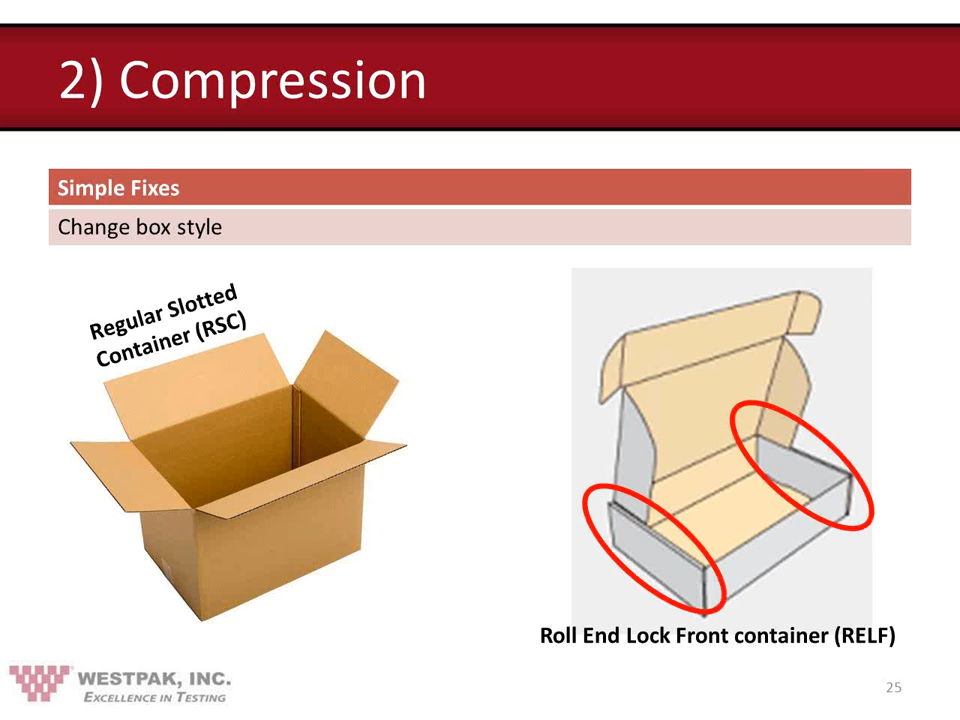 2) Compression
Simple Fixes
Change box style
Regular Slotted
Container (RSC)
Roll End Lock Front container (RELF)
WESTPAK, INC.
EXCELLENCE IN TESTING
25